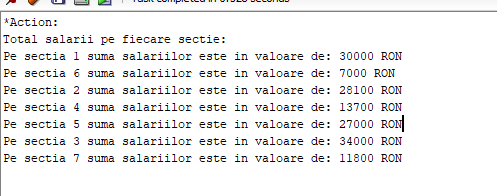 Task completed in 0.328 seconds
*Action:
Total salarii pe fiecare sectie:
Pe sectia 1 suma salariilor este in valoare de: 30000 RON
Pe sectia 6 suma salariilor este in valoare de: 7000 RON
Pe sectia 2 suma salariilor este in valoare de: 28100 RON
Pe sectia 4 suma salariilor este in valoare de: 13700 RON
Pe sectia 5 suma salariilor este in valoare de: 27000 RON
Pe sectia 3 suma salariilor este in valoare de: 34000 RON
Pe sectia 7 suma salariilor este in valoare de: 11800 RON